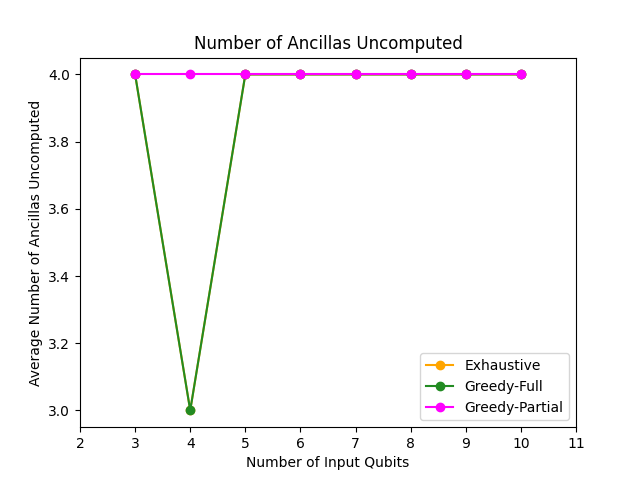 Number of Ancillas Uncomputed
Average Number of Ancillas Uncomputed
4.0
3.8
3.6
3.4
3.2
3.0
2 3 4 5 6 7 8 9 10 11
Number of Input Qubits
Exhaustive
Greedy-Full
Greedy-Partial